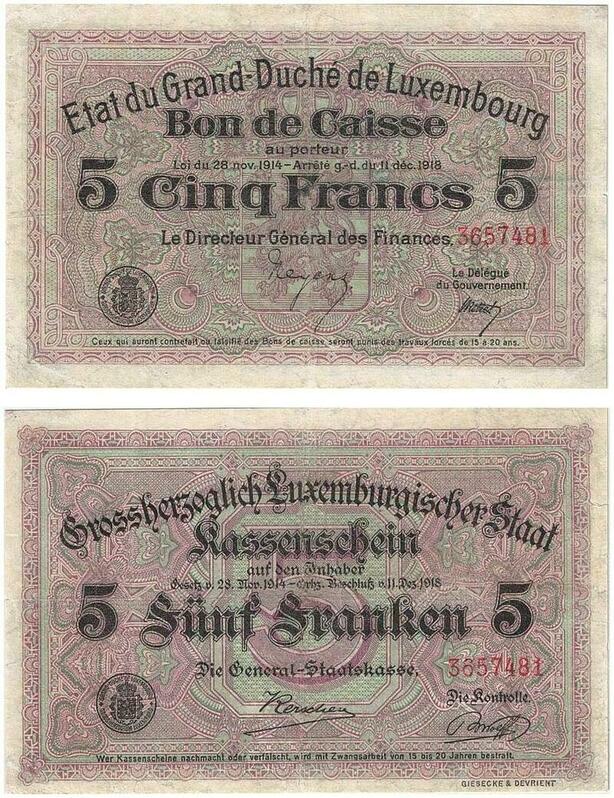 Etat du Grand-Duché de Luxembourg
Bon de Caisse
au porteur
Loi du 28 nov. 1914 – Arrêté g.-d. du 11 déc. 1918
5 Cinq Francs 5
Le Directeur Général des Finances, 3657481
Le Délégué
du Gouvernement.
Ceux qui auront contrefait ou falsifié des Bons de caisse seront punis des travaux forcés de 15 à 20 ans.
Grossherzoglich Luxemburgischer Staat
Kassenschein
auf den Inhaber
Gesetz v. 28. Nov. 1914 – Grhz. Beschluß v. 11. Dez. 1918
5 Fünf Franken 5
Die General-Staatskasse, 3657481
Die Kontrolle.
Wer Kassenscheine nachmacht oder verfälscht, wird mit Zwangsarbeit von 15 bis 20 Jahren bestraft.
GIESECKE & DEVRIENT